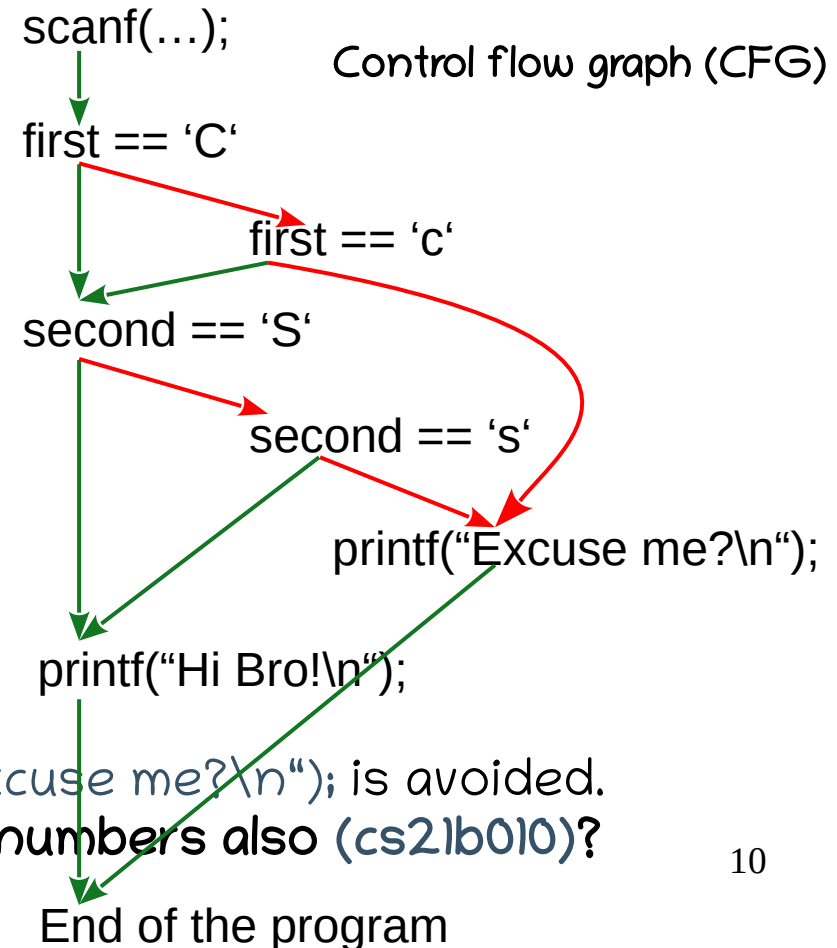 scanf(…);
Control flow graph (CFG)
first == ‘C‘
first == ‘c‘
second == ‘S‘
second == ‘s‘
printf(“Excuse me?\n“);
printf(“Hi Bro!\n“);
cuse me?\n“); is avoided.
numbers also (cs21b010)?
10
End of the program